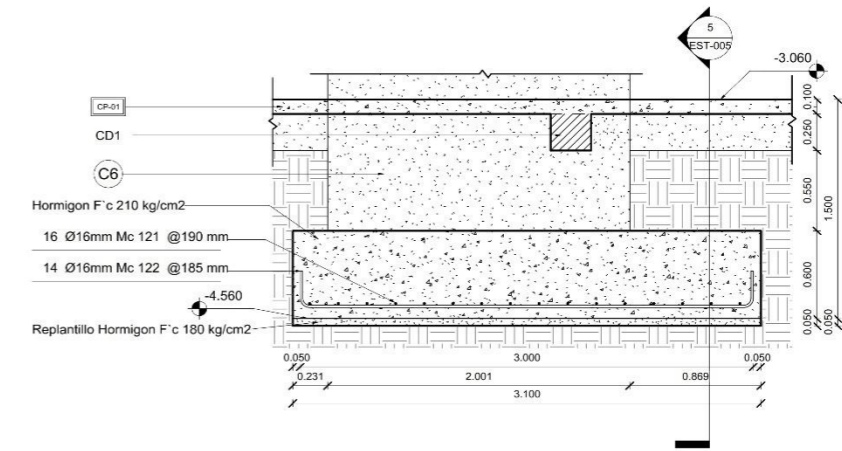 5
EST-005
-3.060
CP-01
CD1
C6
Hormigon F`c 210 kg/cm2
16 Ø16mm Mc 121 @190 mm
14 Ø16mm Mc 122 @185 mm
-4.560
Replantillo Hormigon F`c 180 kg/cm2
0.100
0.250
0.550
1.500
0.600
0.050
0.050
0.050
3.000
0.050
0.231
2.001
0.869
3.100